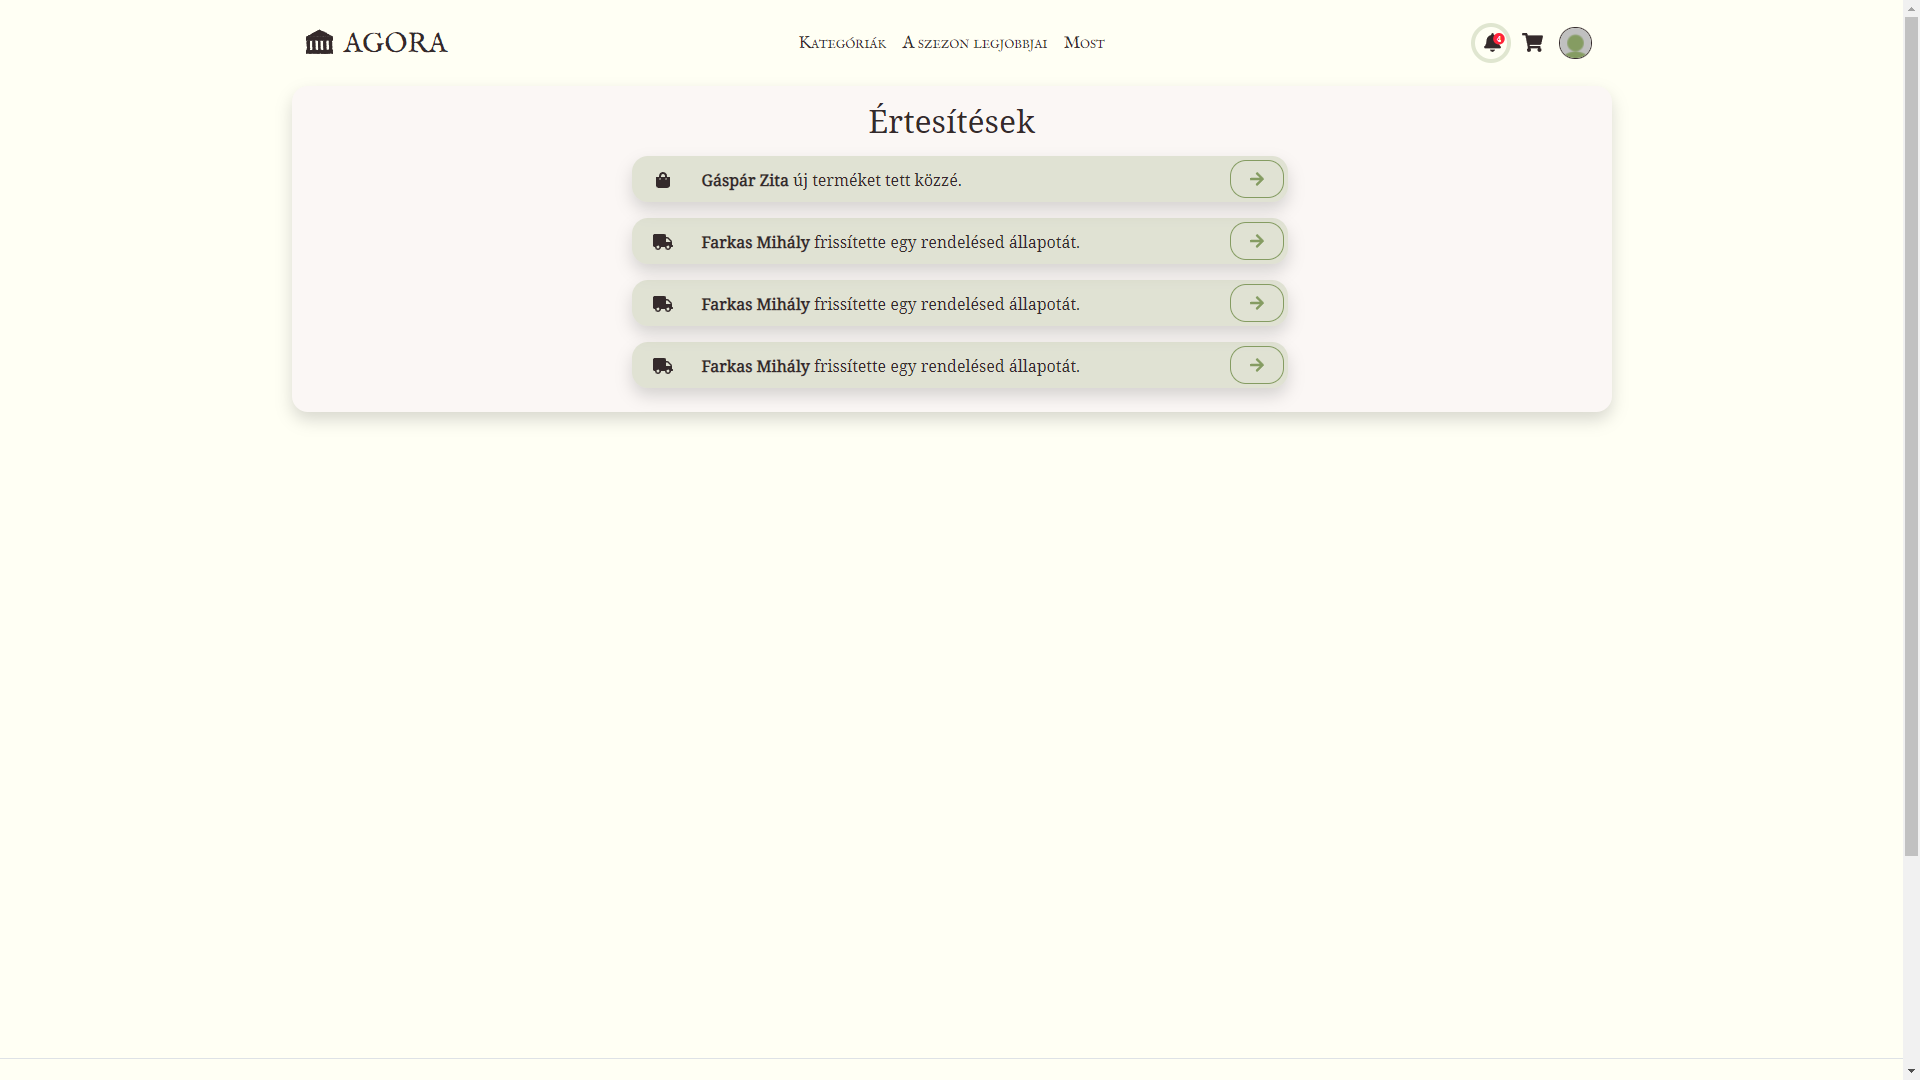 AGORA
Kategóriák A szezon legjobbjai Most
4
Értesítések
Gáspár Zita új terméket tett közzé.
Farkas Mihály frissítette egy rendelésed állapotát.
Farkas Mihály frissítette egy rendelésed állapotát.
Farkas Mihály frissítette egy rendelésed állapotát.